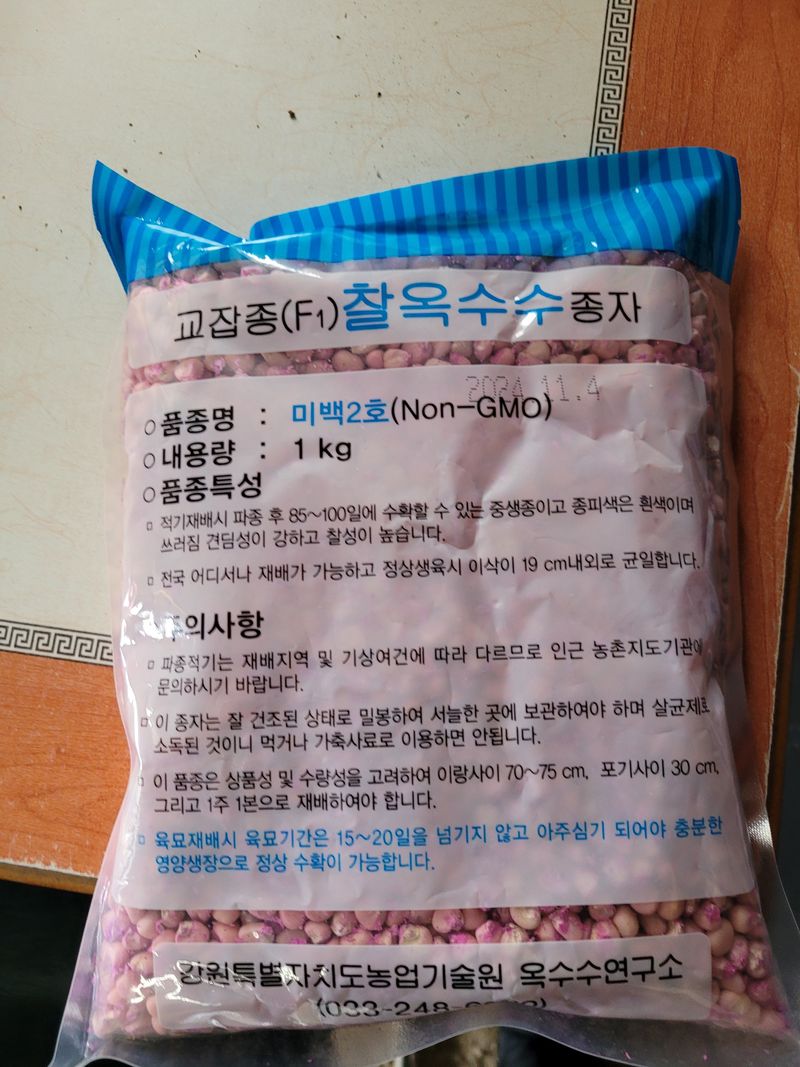 교잡종(F1)찰옥수수종자
2024.11.4
○품종명 : 미백2호(Non-GMO)
○내용량 : 1 kg
○품종특성
▫ 적기재배시 파종 후 85~100일에 수확할 수 있는 중생종이고 종피색은 흰색이며
쓰러짐 견딤성이 강하고 찰성이 높습니다.
▫ 전국 어디서나 재배가 가능하고 정상생육시 이삭이 19 cm내외로 균일합니다.
주의사항
▫ 파종적기는 재배지역 및 기상여건에 따라 다르므로 인근 농촌지도기관에
문의하시기 바랍니다.
▫ 이 종자는 잘 건조된 상태로 밀봉하여 서늘한 곳에 보관하여야 하며 살균제로
소독된 것이니 먹거나 가축사료로 이용하면 안됩니다.
▫ 이 품종은 상품성 및 수량성을 고려하여 이랑사이 70~75 cm, 포기사이 30 cm,
그리고 1주 1본으로 재배하여야 합니다.
▫ 육묘재배시 육묘기간은 15~20일을 넘기지 않고 아주심기 되어야 충분한
영양생장으로 정상 수확이 가능합니다.
강원특별자치도농업기술원 옥수수연구소
(033-248-